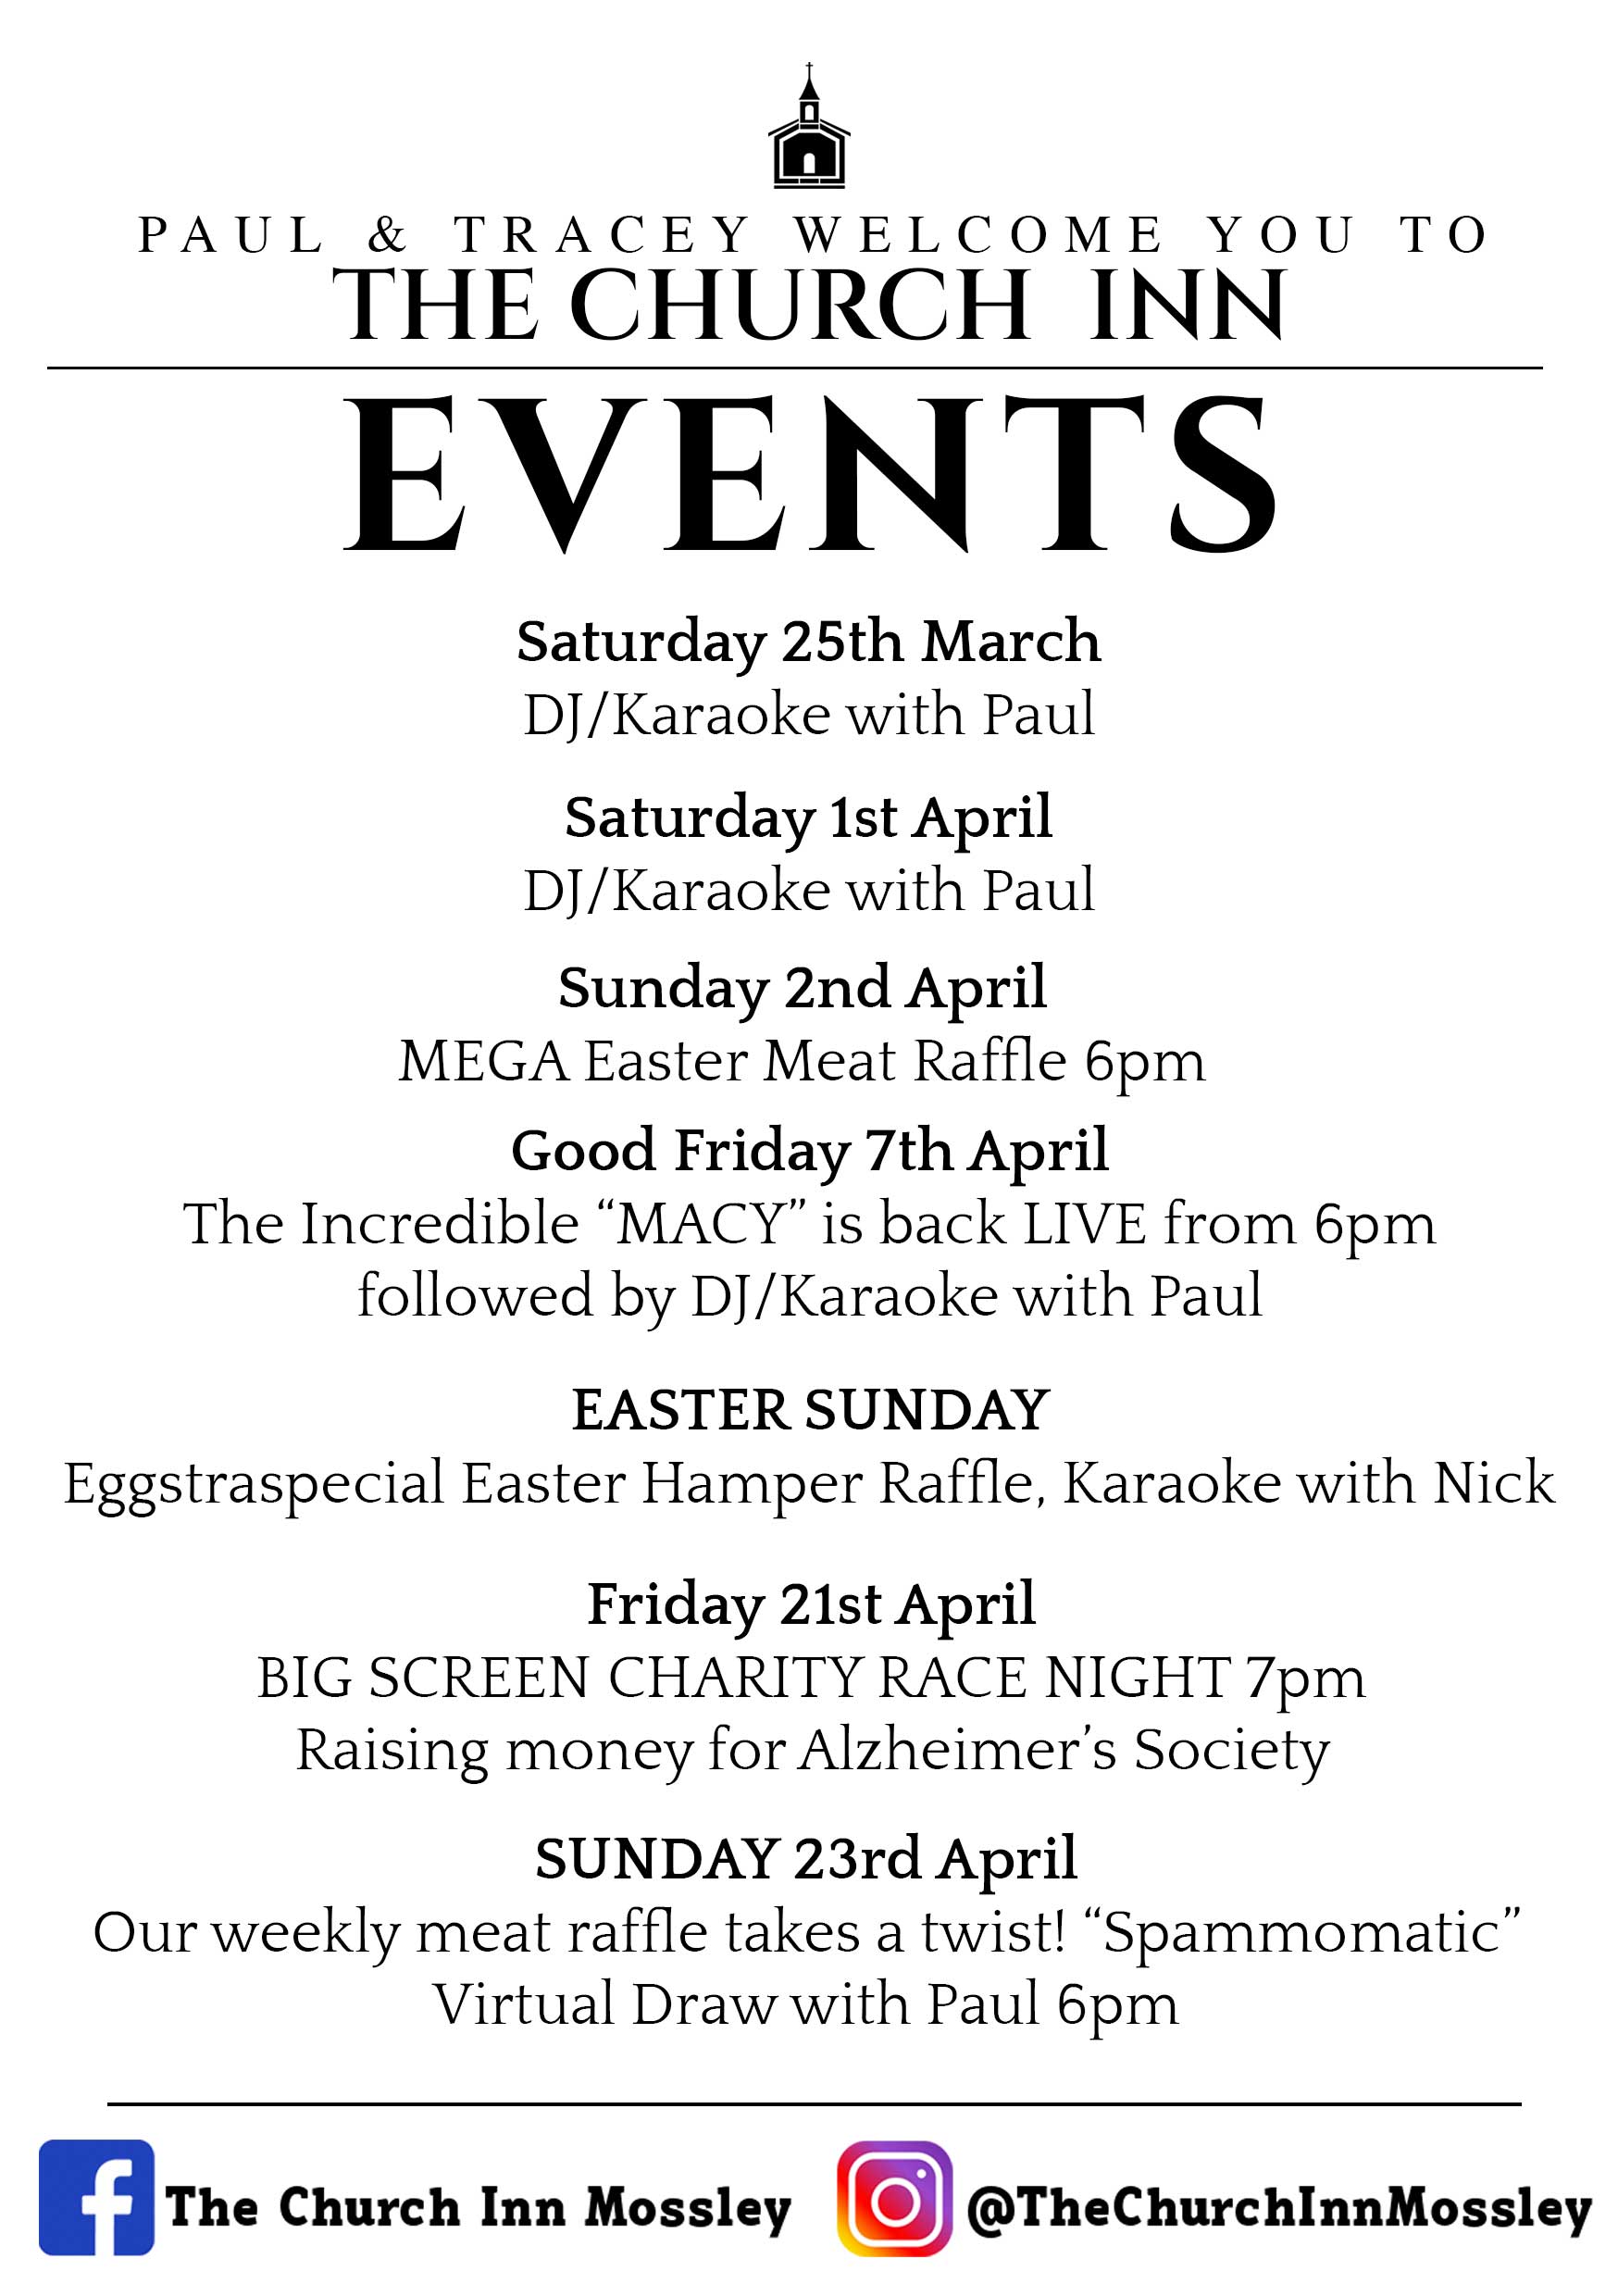 PAUL & TRACEY WELCOME YOU TO
THE CHURCH INN
EVENTS
Saturday 25th March
DJ/Karaoke with Paul
Saturday 1st April
DJ/Karaoke with Paul
Sunday 2nd April
MEGA Easter Meat Raffle 6pm
Good Friday 7th April
The Incredible “MACY” is back LIVE from 6pm
followed by DJ/Karaoke with Paul
EASTER SUNDAY
Eggstraspecial Easter Hamper Raffle, Karaoke with Nick
Friday 21st April
BIG SCREEN CHARITY RACE NIGHT 7pm
Raising money for Alzheimer’s Society
SUNDAY 23rd April
Our weekly meat raffle takes a twist! “Spammomatic”
Virtual Draw with Paul 6pm
The Church Inn Mossley
@TheChurchInnMossley